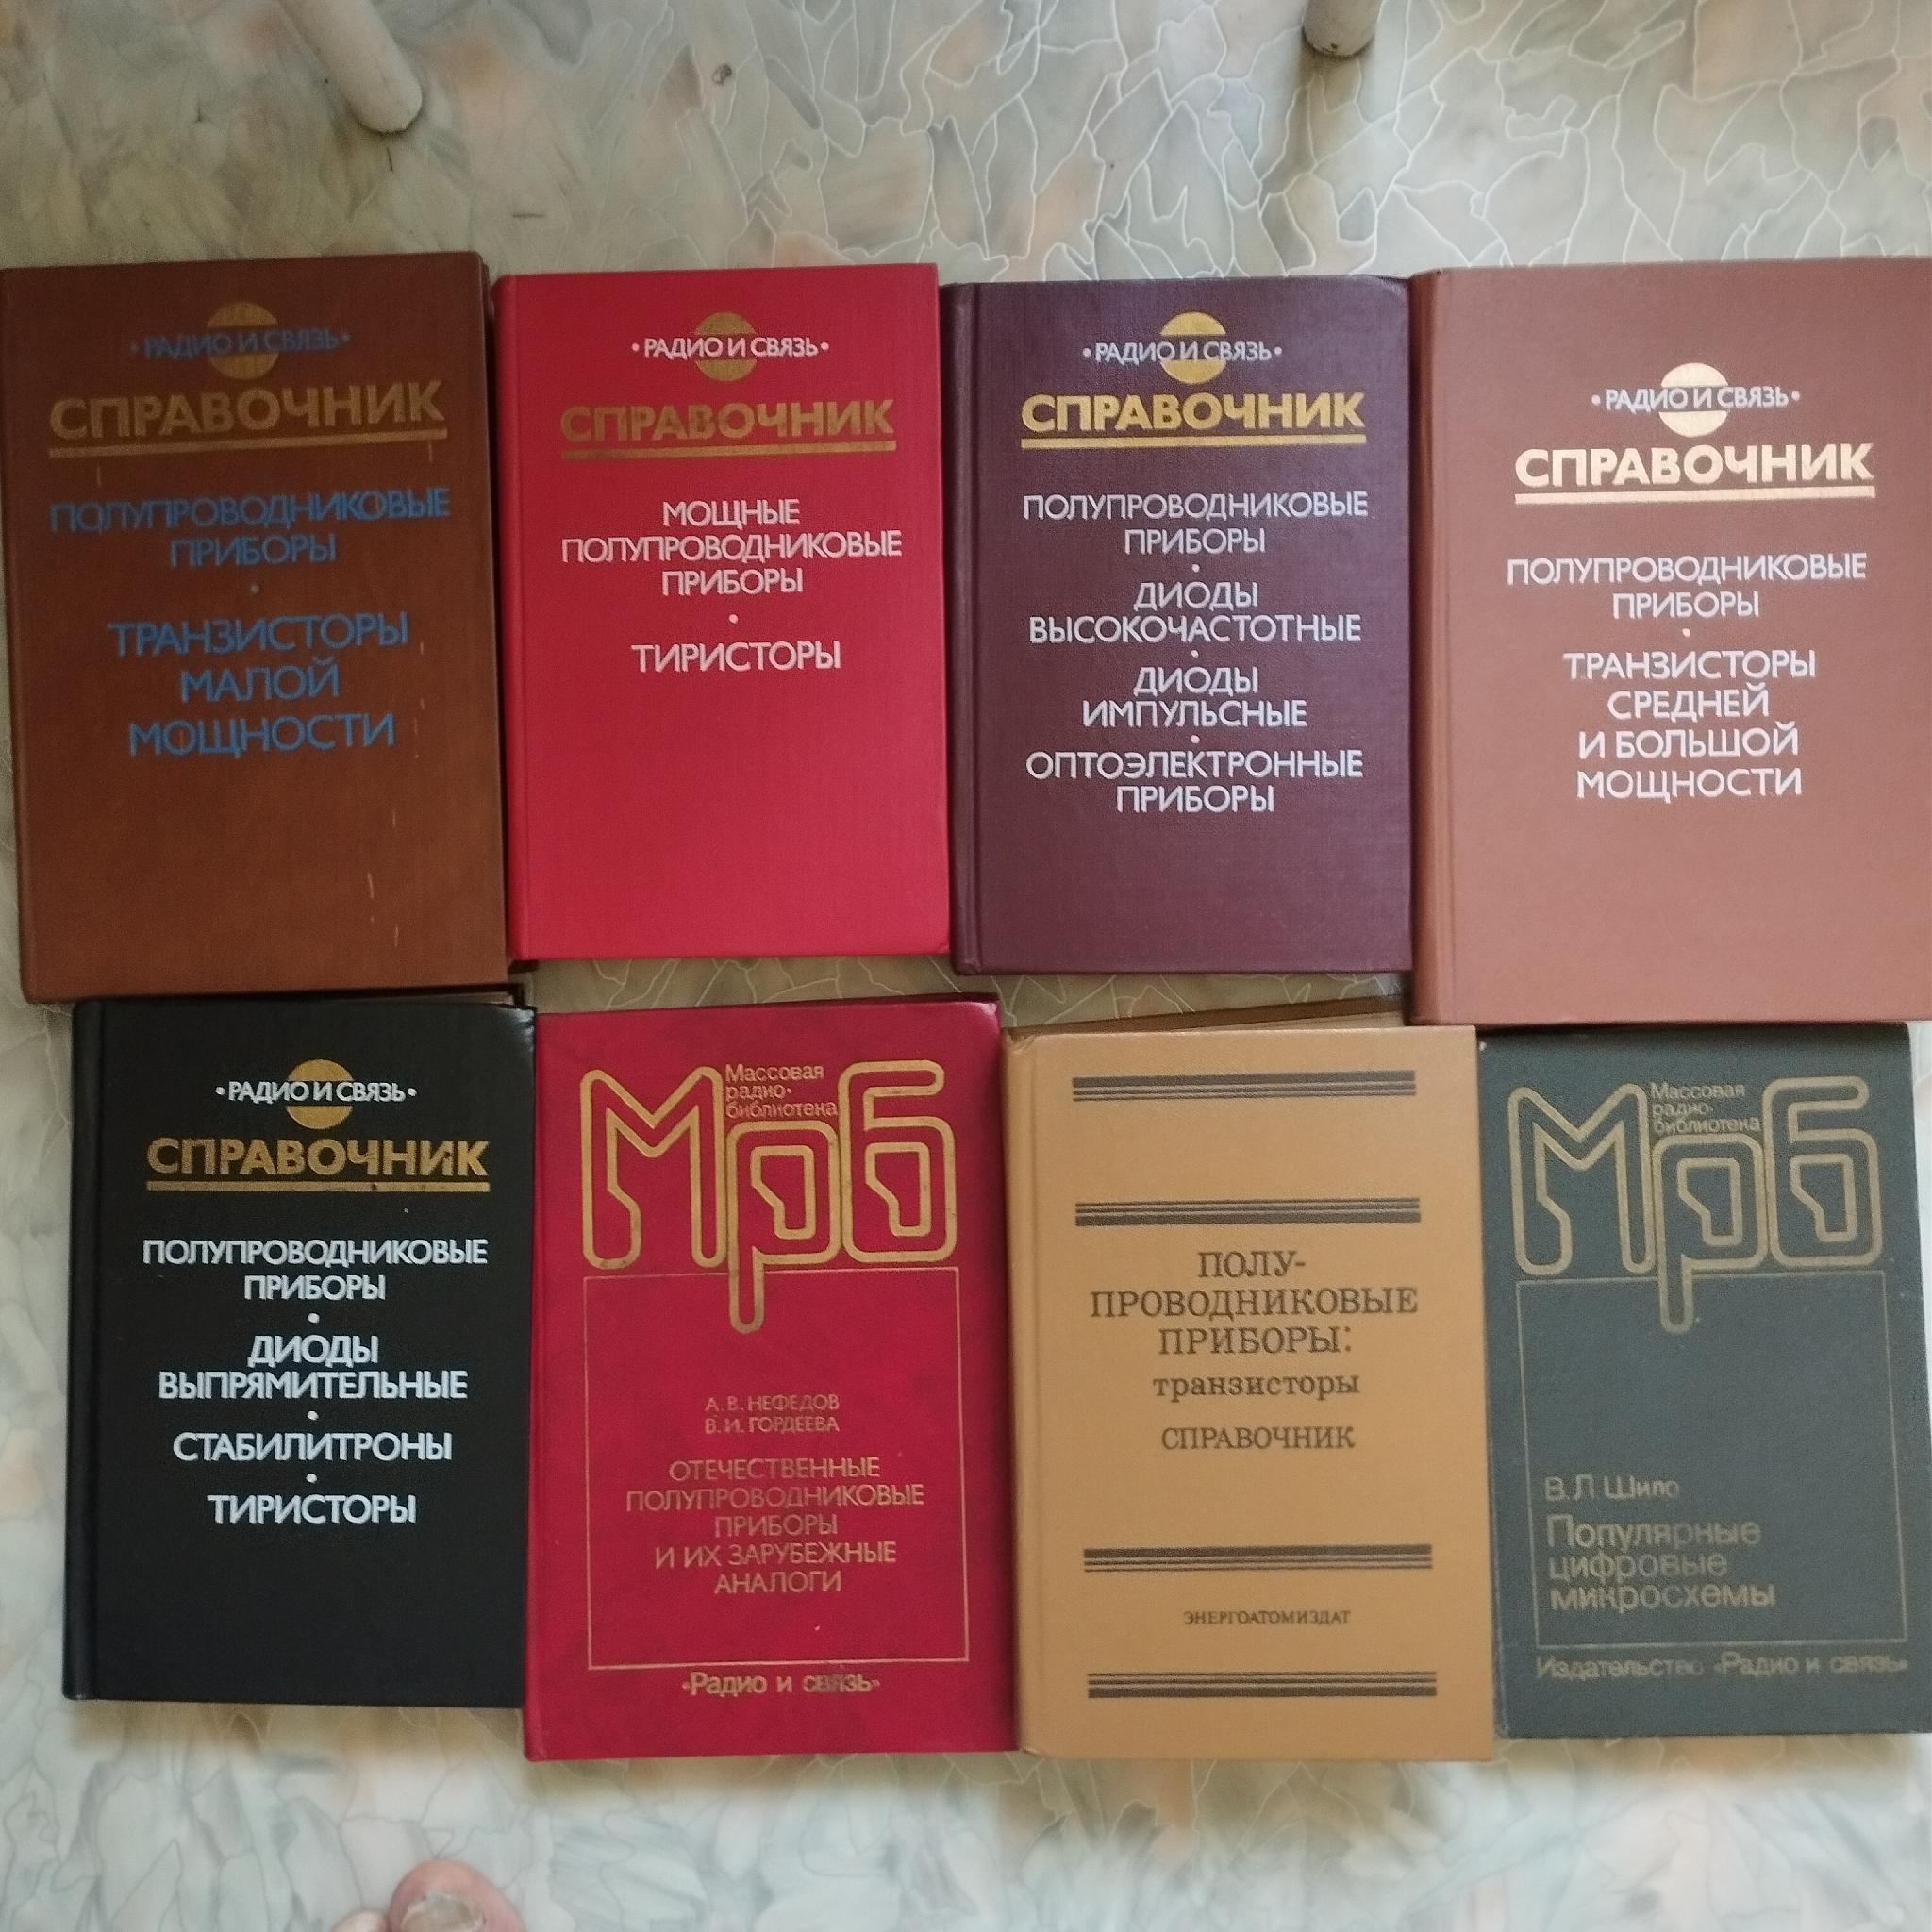 •РАДИО И СВЯЗЬ•
СПРАВОЧНИК
ПОЛУПРОВОДНИКОВЫЕ
ПРИБОРЫ
•
ТРАНЗИСТОРЫ
МАЛОЙ
МОЩНОСТИ
•РАДИО И СВЯЗЬ•
СПРАВОЧНИК
МОЩНЫЕ
ПОЛУПРОВОДНИКОВЫЕ
ПРИБОРЫ
•
ТИРИСТОРЫ
•РАДИО И СВЯЗЬ•
СПРАВОЧНИК
ПОЛУПРОВОДНИКОВЫЕ
ПРИБОРЫ
•
ДИОДЫ
ВЫСОКОЧАСТОТНЫЕ
•
ДИОДЫ
ИМПУЛЬСНЫЕ
•
ОПТОЭЛЕКТРОННЫЕ
ПРИБОРЫ
•РАДИО И СВЯЗЬ•
СПРАВОЧНИК
ПОЛУПРОВОДНИКОВЫЕ
ПРИБОРЫ
•
ТРАНЗИСТОРЫ
СРЕДНЕЙ
И БОЛЬШОЙ
МОЩНОСТИ
•РАДИО И СВЯЗЬ•
СПРАВОЧНИК
ПОЛУПРОВОДНИКОВЫЕ
ПРИБОРЫ
•
ДИОДЫ
ВЫПРЯМИТЕЛЬНЫЕ
•
СТАБИЛИТРОНЫ
•
ТИРИСТОРЫ
Массовая
радио-
библиотека
Мрб
А.В. НЕФЕДОВ
В.И. ГОРДЕЕВА
ОТЕЧЕСТВЕННЫЕ
ПОЛУПРОВОДНИКОВЫЕ
ПРИБОРЫ
И ИХ ЗАРУБЕЖНЫЕ
АНАЛОГИ
«Радио и связь»
ПОЛУ-
ПРОВОДНИКОВЫЕ
ПРИБОРЫ:
транзисторы
СПРАВОЧНИК
ЭНЕРГОАТОМИЗДАТ
Массовая
радио-
библиотека
Мрб
В.Л. Шило
Популярные
цифровые
микросхемы
Издательство «Радио и связь»